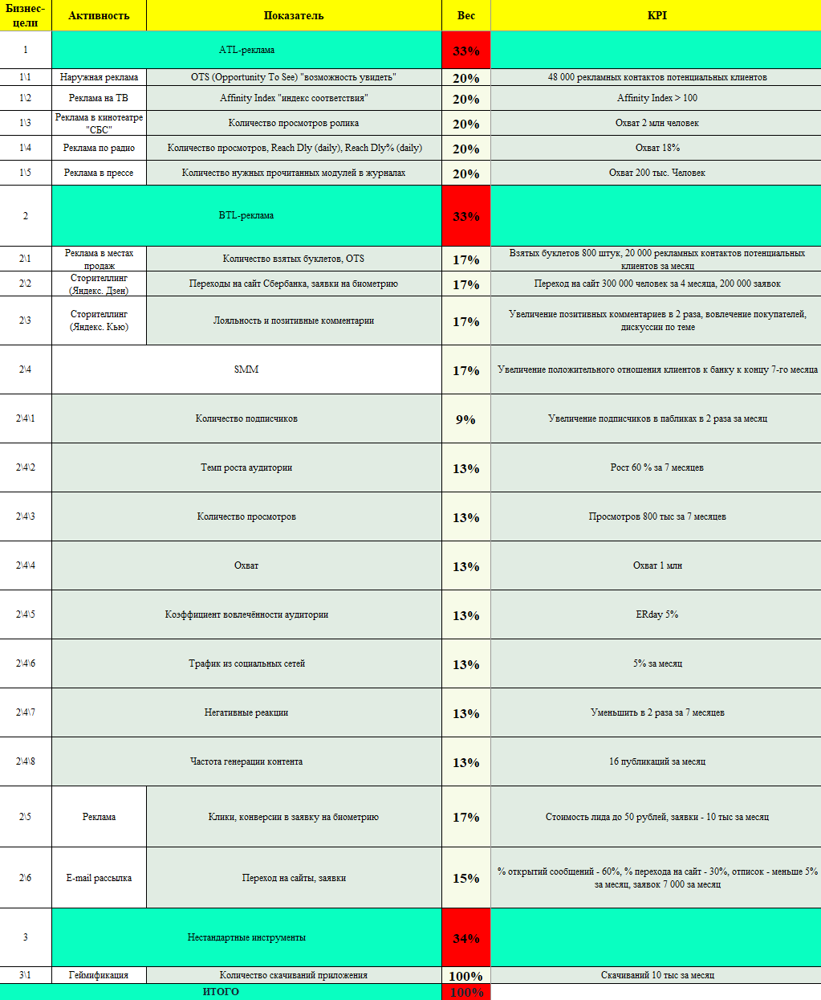 Бизнес-цели Активность Показатель Вес KPI
1 ATL-реклама 33%
1\1 Наружная реклама OTS (Opportunity To See) "возможность увидеть" 20% 48 000 рекламных контактов потенциальных клиентов
1\2 Реклама на ТВ Affinity Index "индекс соответствия" 20% Affinity Index > 100
1\3 Реклама в кинотеатре "СБС" Количество просмотров ролика 20% Охват 2 млн человек
1\4 Реклама по радио Количество просмотров, Reach Dly (daily), Reach Dly% (daily) 20% Охват 18%
1\5 Реклама в прессе Количество нужных прочитанных модулей в журналах 20% Охват 200 тыс. Человек
2 BTL-реклама 33%
2\1 Реклама в местах продаж Количество взятых буклетов, OTS 17% Взятых буклетов 800 штук, 20 000 рекламных контактов потенциальных клиентов за месяц
2\2 Сторителлинг (Яндекс. Дзен) Переходы на сайт Сбербанка, заявки на биометрию 17% Переход на сайт 300 000 человек за 4 месяца, 200 000 заявок
2\3 Сторителлинг (Яндекс. Кью) Лояльность и позитивные комментарии 17% Увеличение позитивных комментариев в 2 раза, вовлечение покупателей, дискуссии по теме
2\4 SMM 17% Увеличение положительного отношения клиентов к банку к концу 7-го месяца
2\4\1 Количество подписчиков 9% Увеличение подписчиков в пабликах в 2 раза за месяц
2\4\2 Темп роста аудитории 13% Рост 60 % за 7 месяцев
2\4\3 Количество просмотров 13% Просмотров 800 тыс за 7 месяцев
2\4\4 Охват 13% Охват 1 млн
2\4\5 Коэффициент вовлечённости аудитории 13% ERday 5%
2\4\6 Трафик из социальных сетей 13% 5% за месяц
2\4\7 Негативные реакции 13% Уменьшить в 2 раза за 7 месяцев
2\4\8 Частота генерации контента 13% 16 публикаций за месяц
2\5 Реклама Клики, конверсии в заявку на биометрию 17% Стоимость лида до 50 рублей, заявки - 10 тыс за месяц
2\6 E-mail рассылка Переход на сайты, заявки 15% % открытий сообщений - 60%, % перехода на сайт - 30%, отписок - меньше 5% за месяц, заявок 7 000 за месяц
3 Нестандартные инструменты 34%
3\1 Геймификация Количество скачиваний приложения 100% Скачиваний 10 тыс за месяц
ИТОГО 100%